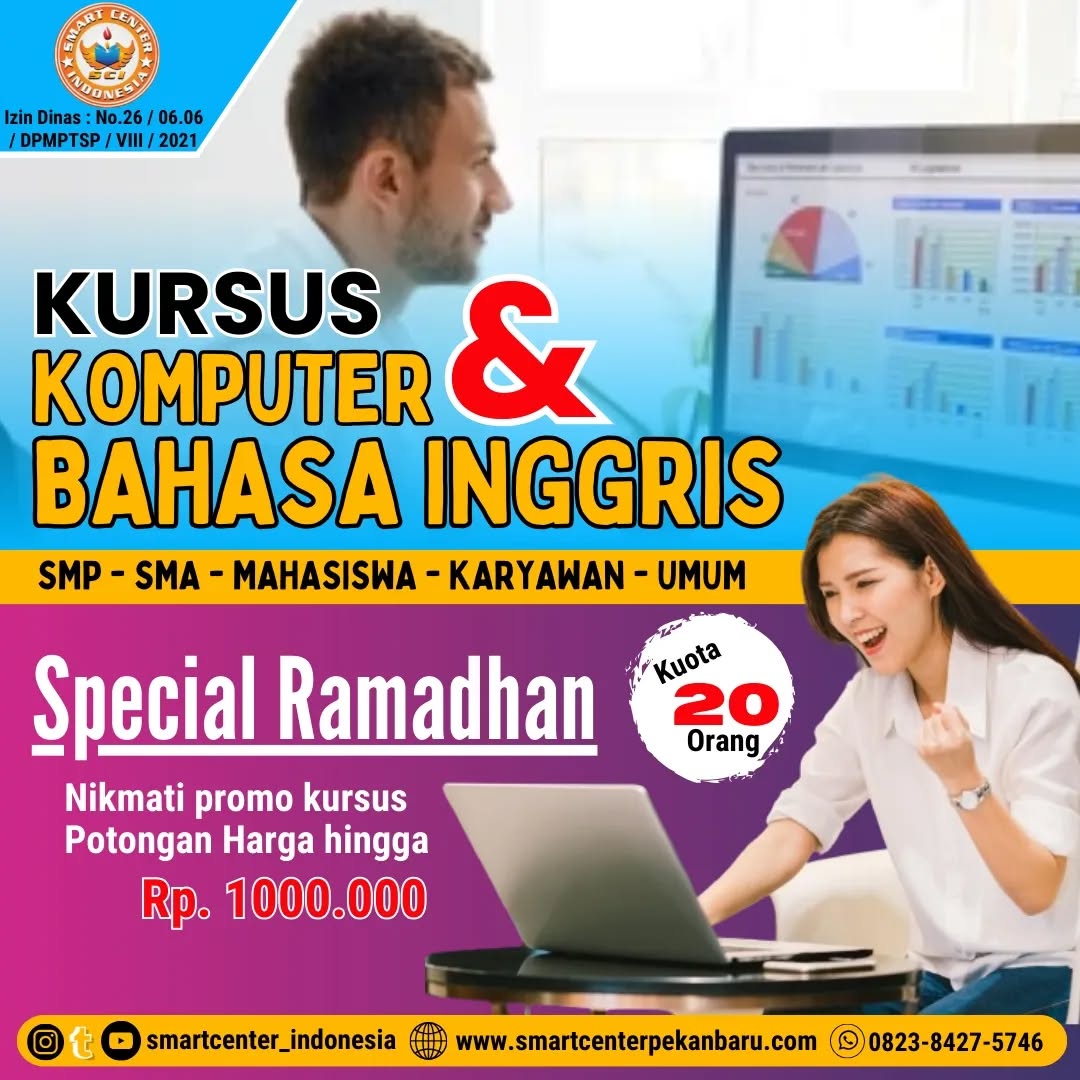 SMART CENTER
SCI
INDONESIA
Izin Dinas : No.26 / 06.06
/ DPMPTSP / VIII / 2021
KURSUS
KOMPUTER &
BAHASA INGGRIS
SMP - SMA - MAHASISWA - KARYAWAN - UMUM
Special Ramadhan
Kuota
20
Orang
Nikmati promo kursus
Potongan Harga hingga
Rp. 1000.000
smartcenter_indonesia www.smartcenterpekanbaru.com 0823-8427-5746